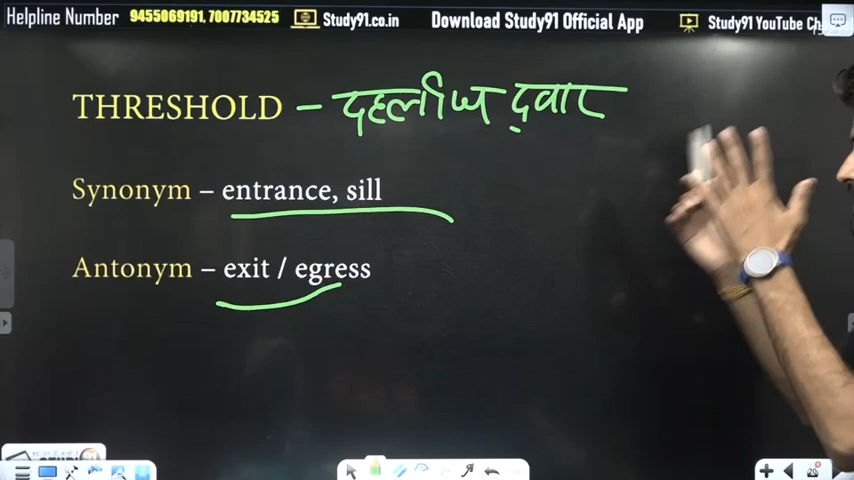 Helpline Number 9455069191, 7007734525 Study91.co.in Download Study91 Official App Study91 YouTube Ch
THRESHOLD – दहलीज द्वार
Synonym – entrance, sill
Antonym – exit / egress
20